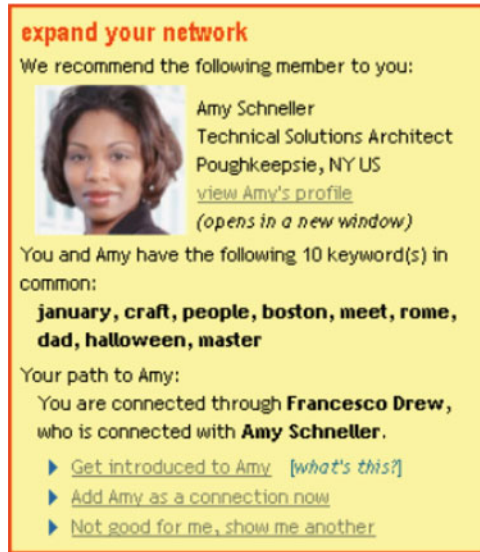 expand your network
We recommend the following member to you:
Amy Schneller
Technical Solutions Architect
Poughkeepsie, NY US
view Amy's profile
(opens in a new window)
You and Amy have the following 10 keyword(s) in
common:
january, craft, people, boston, meet, rome,
dad, halloween, master
Your path to Amy:
You are connected through Francesco Drew,
who is connected with Amy Schneller.
Get introduced to Amy [what's this?]
Add Amy as a connection now
Not good for me, show me another